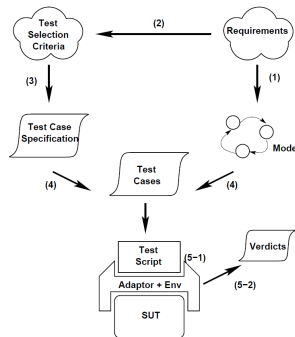 Test
Selection
Criteria
(2)
Requirements
(3)
(1)
Test Case
Specification
Mode
(4)
Test
Cases
(4)
Test
Script
(5-1)
Verdicts
Adaptor + Env
(5-2)
SUT